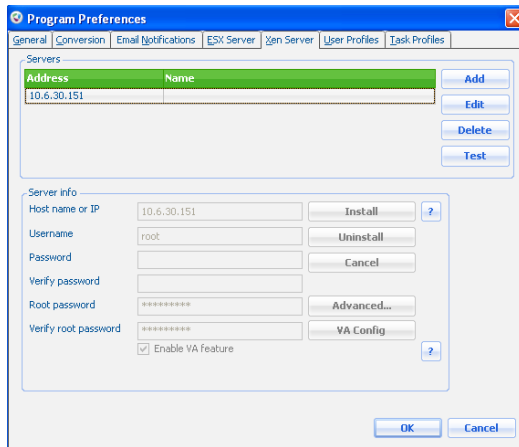 Program Preferences
General Conversion Email Notifications ESX Server Xen Server User Profiles Task Profiles
Servers
Address Name
10.6.30.151
Add
Edit
Delete
Test
Server info
Host name or IP 10.6.30.151 Install ?
Username root Uninstall
Password Cancel
Verify password
Root password ********* Advanced...
Verify root password ********* VA Config
Enable VA feature ?
OK Cancel